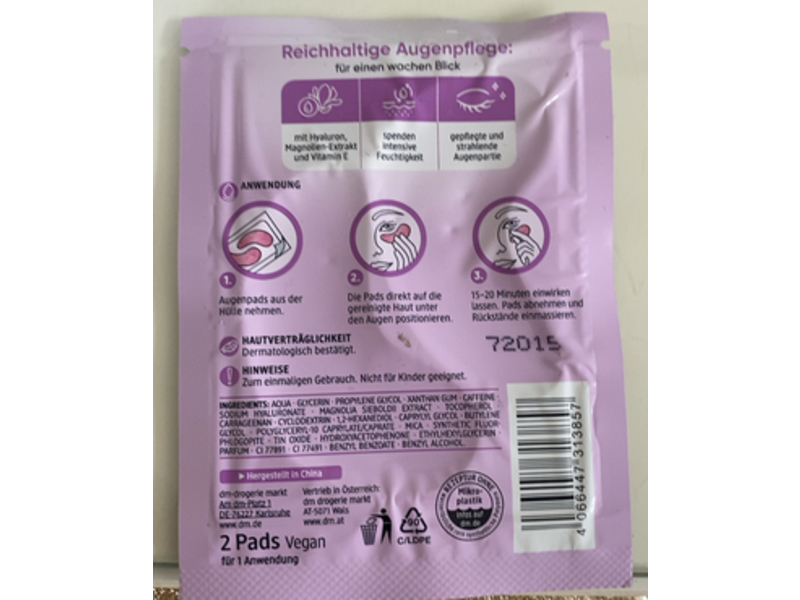 Reichhaltige Augenpflege:
für einen wachen Blick
mit Hyaluron,
Magnolien-Extrakt
und Vitamin E
spenden
intensive
Feuchtigkeit
gepflegte und
strahlende
Augenpartie
ANWENDUNG
1.
Augenpads aus der
Hülle nehmen.
2.
Die Pads direkt auf die
gereinigte Haut unter
den Augen positionieren.
3.
15–20 Minuten einwirken
lassen. Pads abnehmen und
Rückstände einmassieren.
72015
HAUTVERTRÄGLICHKEIT
Dermatologisch bestätigt.
HINWEISE
Zum einmaligen Gebrauch. Nicht für Kinder geeignet.
INGREDIENTS: AQUA · GLYCERIN · PROPYLENE GLYCOL · XANTHAN GUM · CAFFEINE ·
SODIUM HYALURONATE · MAGNOLIA SIEBOLDII EXTRACT · TOCOPHEROL ·
CARRAGEENAN · CYCLODEXTRIN · 1,2-HEXANEDIOL · CAPRYLYL GLYCOL · BUTYLENE
GLYCOL · POLYGLYCERYL-10 CAPRYLATE/CAPRATE · MICA · SYNTHETIC FLUOR-
PHLOGOPITE · TIN OXIDE · HYDROXYACETOPHENONE · ETHYLHEXYLGLYCERIN ·
PARFUM · CI 77891 · CI 77491 · BENZYL BENZOATE · BENZYL ALCOHOL.
Hergestellt in China
dm-drogerie markt
Am dm-Platz 1
DE-76227 Karlsruhe
www.dm.de
Vertrieb in Österreich:
dm drogerie markt
AT-5071 Wals
www.dm.at
2 Pads Vegan
für 1 Anwendung
90
C/LDPE
REZEPTUR OHNE
Mikro-
plastik
Infos auf
dm.de
4 066447 313857